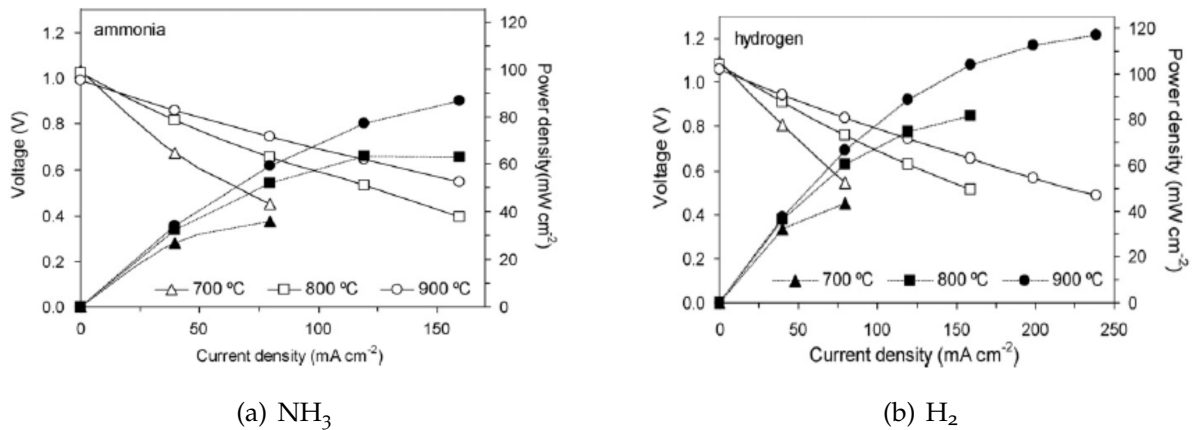 ammonia
Voltage (V)
1.2
1.0
0.8
0.6
0.4
0.2
0.0
120
100
80
60
40
20
0
Power density(mW cm⁻²)
700 ºC 800 ºC 900 ºC
0 50 100 150
Current density (mA cm⁻²)
(a) NH₃
hydrogen
Voltage (V)
1.2
1.0
0.8
0.6
0.4
0.2
0.0
120
100
80
60
40
20
0
Power density (mW cm⁻²)
700 ºC 800 ºC 900 ºC
0 50 100 150 200 250
Current density (mA cm⁻²)
(b) H₂